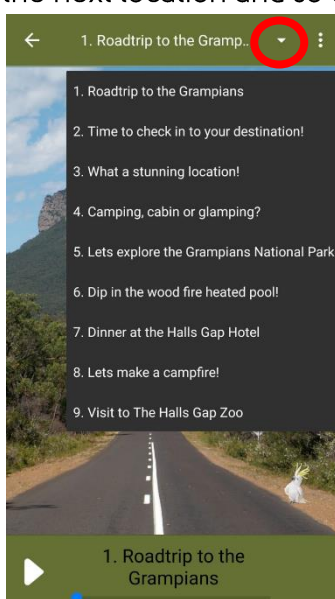 the next location and so
1. Roadtrip to the Gramp..
1. Roadtrip to the Grampians
2. Time to check in to your destination!
3. What a stunning location!
4. Camping, cabin or glamping?
5. Lets explore the Grampians National Park
6. Dip in the wood fire heated pool!
7. Dinner at the Halls Gap Hotel
8. Lets make a campfire!
9. Visit to The Halls Gap Zoo
1. Roadtrip to the
Grampians